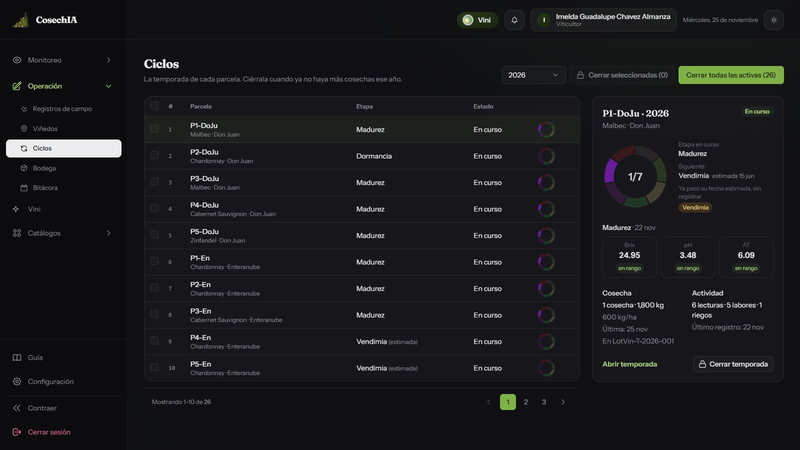 CosechIA
Vini
I
Imelda Guadalupe Chavez Almanza
Viticultor
Miércoles, 25 de noviembre
Monitoreo
Operación
Registros de campo
Viñedos
Ciclos
Bodega
Bitácora
Vini
Catálogos
Guía
Configuración
Contraer
Cerrar sesión
Ciclos
La temporada de cada parcela. Ciérrala cuando ya no haya más cosechas ese año.
2026
Cerrar seleccionadas (0)
Cerrar todas las activas (26)
# Parcela Etapa Estado
1 P1-DoJu Madurez En curso
Malbec · Don Juan
2 P2-DoJu Dormancia En curso
Chardonnay · Don Juan
3 P3-DoJu Madurez En curso
Malbec · Don Juan
4 P4-DoJu Madurez En curso
Cabernet Sauvignon · Don Juan
5 P5-DoJu Madurez En curso
Zinfandel · Don Juan
6 P1-En Madurez En curso
Chardonnay · Enteranube
7 P2-En Madurez En curso
Chardonnay · Enteranube
8 P3-En Madurez En curso
Cabernet Sauvignon · Enteranube
9 P4-En Vendimia (estimada) En curso
Chardonnay · Enteranube
10 P5-En Vendimia (estimada) En curso
Chardonnay · Enteranube
Mostrando 1-10 de 26
1 2 3
P1-DoJu · 2026
En curso
Malbec · Don Juan
1/7
Etapa en curso
Madurez
Siguiente
Vendimia · estimada 15 jun
Ya pasó su fecha estimada, sin
registrar
Vendimia
Madurez · 22 nov
Brix pH AT
24.95 3.48 6.09
en rango en rango en rango
Cosecha
1 cosecha · 1,800 kg
600 kg/ha
Última: 25 nov
En LotVin-T-2026-001
Actividad
6 lecturas · 5 labores · 1
riegos
Último registro: 22 nov
Abrir temporada
Cerrar temporada